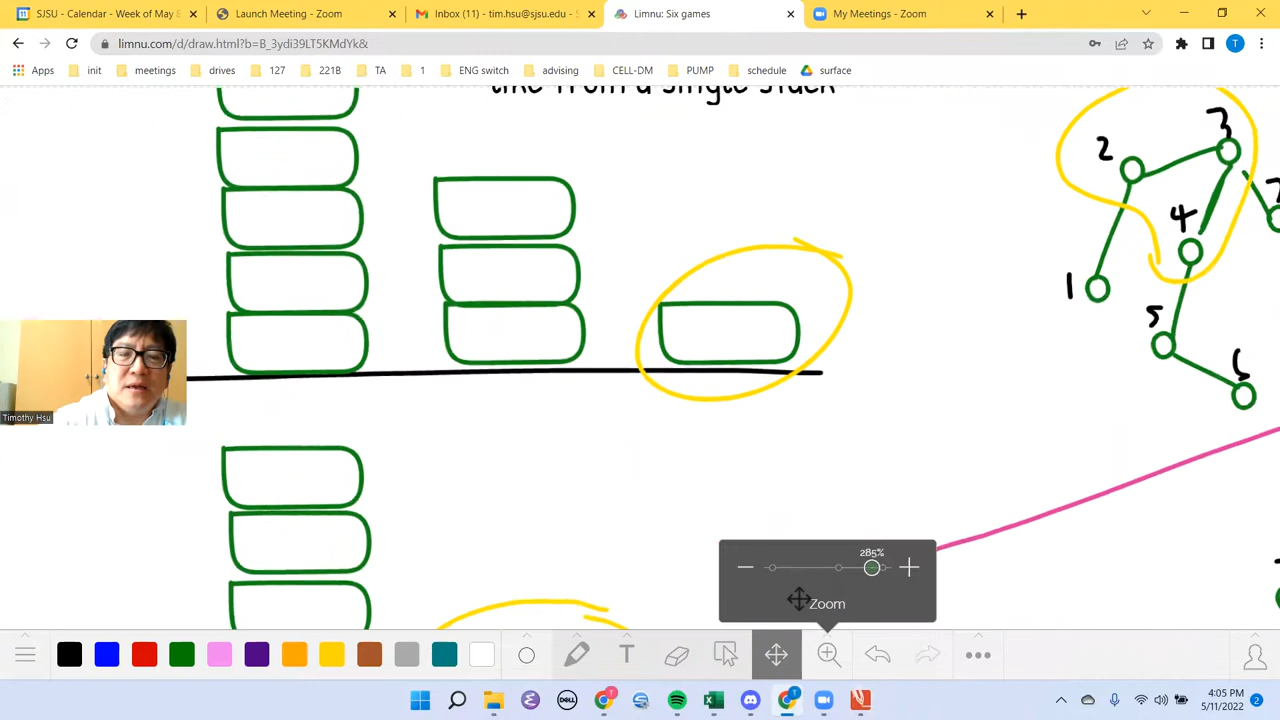 SJSU - Calendar - Week of May 8
Launch Meeting - Zoom
Inbox (11) - tim.hsu@sjsu.edu - S
Limnu: Six games
My Meetings - Zoom
limnu.com/d/draw.html?b=B_3ydi39LT5KMdYk&
T
Apps
init
meetings
drives
127
221B
TA
1
ENG switch
advising
CELL-DM
PUMP
schedule
surface
like from a single stack
3
2
4
7
1
5
6
Timothy Hsu
285%
Zoom
T
4:05 PM
5/11/2022